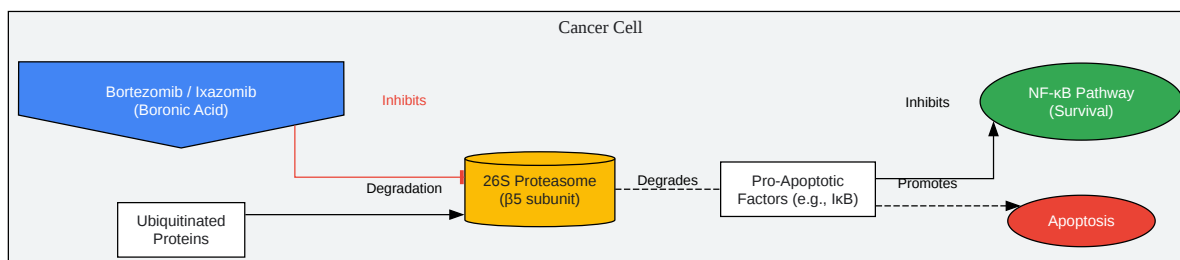 Cancer Cell
Bortezomib / Ixazomib
(Boronic Acid)
Inhibits
Ubiquitinated
Proteins
Degradation
26S Proteasome
(β5 subunit)
Degrades
Pro-Apoptotic
Factors (e.g., IκB)
Inhibits
NF-κB Pathway
(Survival)
Promotes
Apoptosis